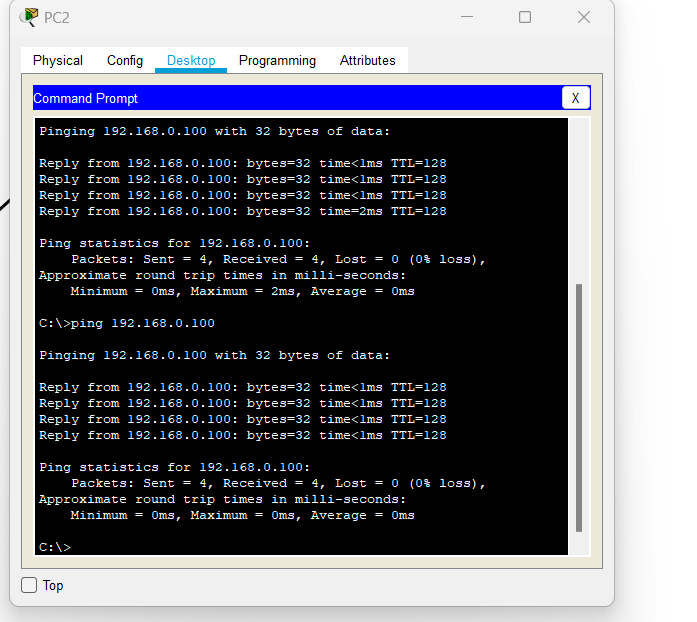 PC2
Physical Config Desktop Programming Attributes
Command Prompt
X
Pinging 192.168.0.100 with 32 bytes of data:
Reply from 192.168.0.100: bytes=32 time<1ms TTL=128
Reply from 192.168.0.100: bytes=32 time<1ms TTL=128
Reply from 192.168.0.100: bytes=32 time<1ms TTL=128
Reply from 192.168.0.100: bytes=32 time=2ms TTL=128
Ping statistics for 192.168.0.100:
Packets: Sent = 4, Received = 4, Lost = 0 (0% loss),
Approximate round trip times in milli-seconds:
Minimum = 0ms, Maximum = 2ms, Average = 0ms
C:\>ping 192.168.0.100
Pinging 192.168.0.100 with 32 bytes of data:
Reply from 192.168.0.100: bytes=32 time<1ms TTL=128
Reply from 192.168.0.100: bytes=32 time<1ms TTL=128
Reply from 192.168.0.100: bytes=32 time<1ms TTL=128
Reply from 192.168.0.100: bytes=32 time<1ms TTL=128
Ping statistics for 192.168.0.100:
Packets: Sent = 4, Received = 4, Lost = 0 (0% loss),
Approximate round trip times in milli-seconds:
Minimum = 0ms, Maximum = 0ms, Average = 0ms
C:\>
Top